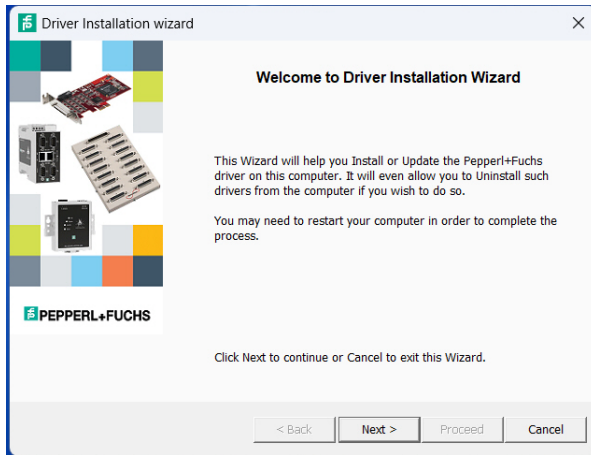 Driver Installation wizard
Welcome to Driver Installation Wizard
This Wizard will help you Install or Update the Pepperl+Fuchs
driver on this computer. It will even allow you to Uninstall such
drivers from the computer if you wish to do so.
You may need to restart your computer in order to complete the
process.
PEPPERL+FUCHS
Click Next to continue or Cancel to exit this Wizard.
< Back
Next >
Proceed
Cancel